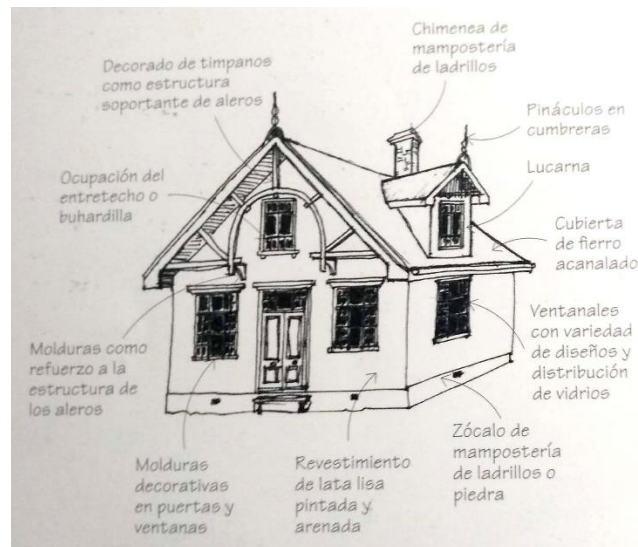 Chimenea de
mampostería
de ladrillos
Decorado de timpanos
como estructura
soportante de aleros
Pináculos en
cumbreras
Ocupación del
entretecho o
buhardilla
Lucarna
Cubierta
de fierro
acanalado
Molduras como
refuerzo a la
estructura de
los aleros
Ventanales
con variedad
de diseños y
distribución
de vidrios
Molduras
decorativas
en puertas y
ventanas
Revestimiento
de lata lisa
pintada y
arenada
Zócalo de
mampostería
de ladrillos o
piedra